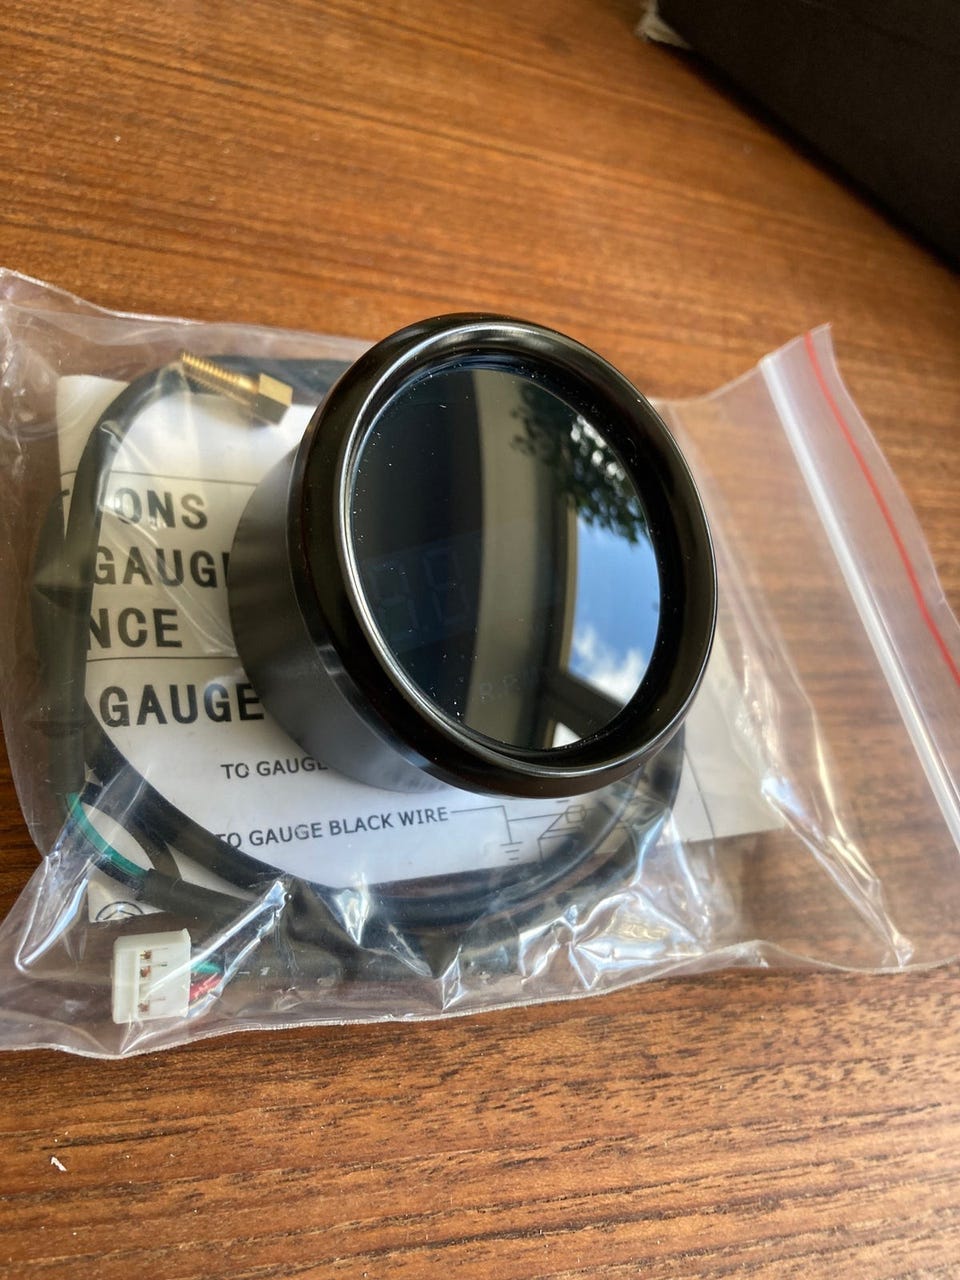 IONS
GAUG
NCE
GAUGE
TO GAUGE
TO GAUGE BLACK WIRE